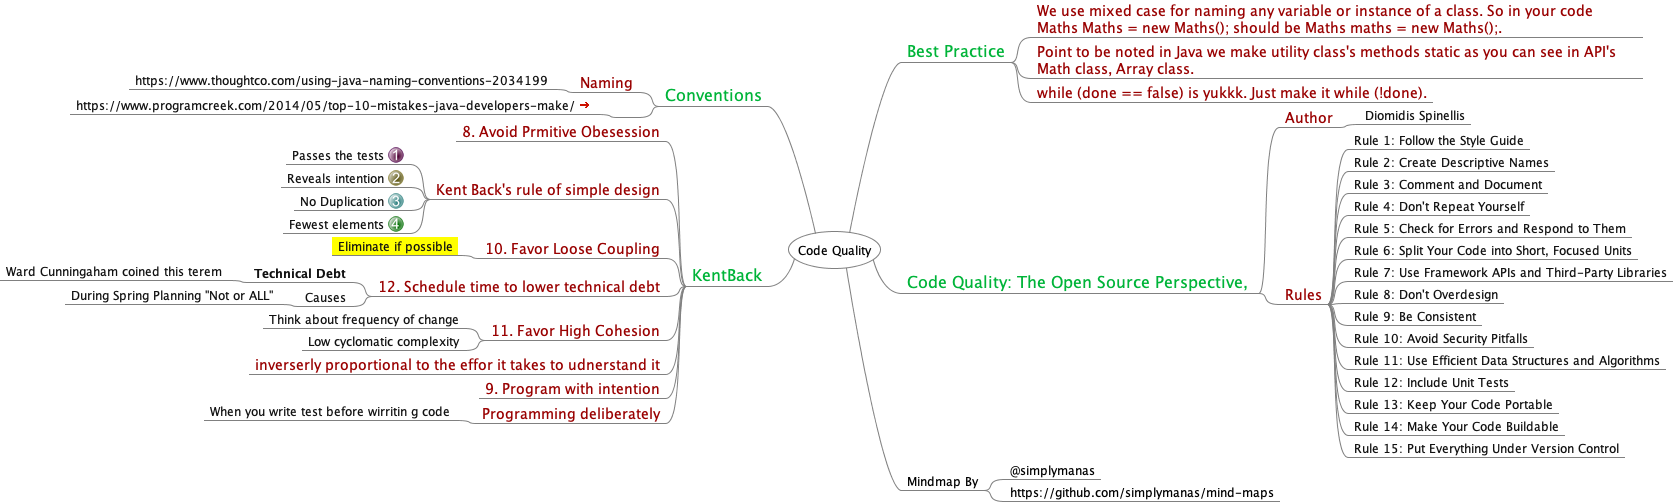 Code Quality
Best Practice
We use mixed case for naming any variable or instance of a class. So in your code
Maths Maths = new Maths(); should be Maths maths = new Maths();.
Point to be noted in Java we make utility class's methods static as you can see in API's
Math class, Array class.
while (done == false) is yukkk. Just make it while (!done).
Code Quality: The Open Source Perspective,
Author
Diomidis Spinellis
Rules
Rule 1: Follow the Style Guide
Rule 2: Create Descriptive Names
Rule 3: Comment and Document
Rule 4: Don't Repeat Yourself
Rule 5: Check for Errors and Respond to Them
Rule 6: Split Your Code into Short, Focused Units
Rule 7: Use Framework APIs and Third-Party Libraries
Rule 8: Don't Overdesign
Rule 9: Be Consistent
Rule 10: Avoid Security Pitfalls
Rule 11: Use Efficient Data Structures and Algorithms
Rule 12: Include Unit Tests
Rule 13: Keep Your Code Portable
Rule 14: Make Your Code Buildable
Rule 15: Put Everything Under Version Control
Mindmap By
@simplymanas
https://github.com/simplymanas/mind-maps
Conventions
Naming
https://www.thoughtco.com/using-java-naming-conventions-2034199
https://www.programcreek.com/2014/05/top-10-mistakes-java-developers-make/
KentBack
8. Avoid Prmitive Obesession
Kent Back's rule of simple design
Passes the tests 1
Reveals intention 2
No Duplication 3
Fewest elements 4
10. Favor Loose Coupling
Eliminate if possible
12. Schedule time to lower technical debt
Technical Debt
Ward Cunningaham coined this terem
Causes
During Spring Planning "Not or ALL"
11. Favor High Cohesion
Think about frequency of change
Low cyclomatic complexity
inverserly proportional to the effor it takes to udnerstand it
9. Program with intention
Programming deliberately
When you write test before wirritin g code